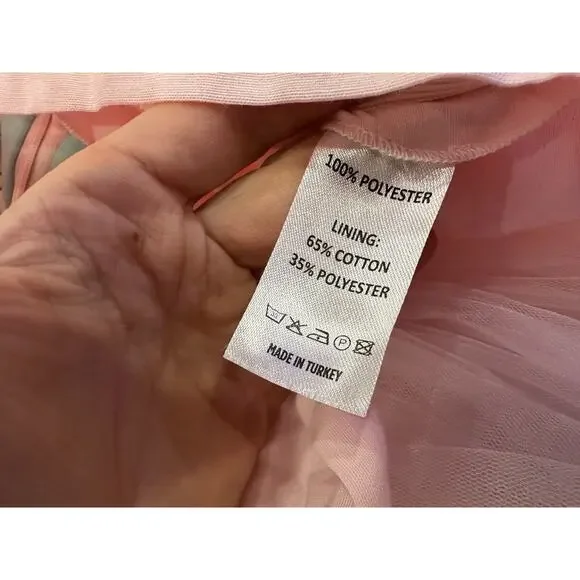 100% POLYESTER
LINING:
65% COTTON
35% POLYESTER
P
MADE IN TURKEY